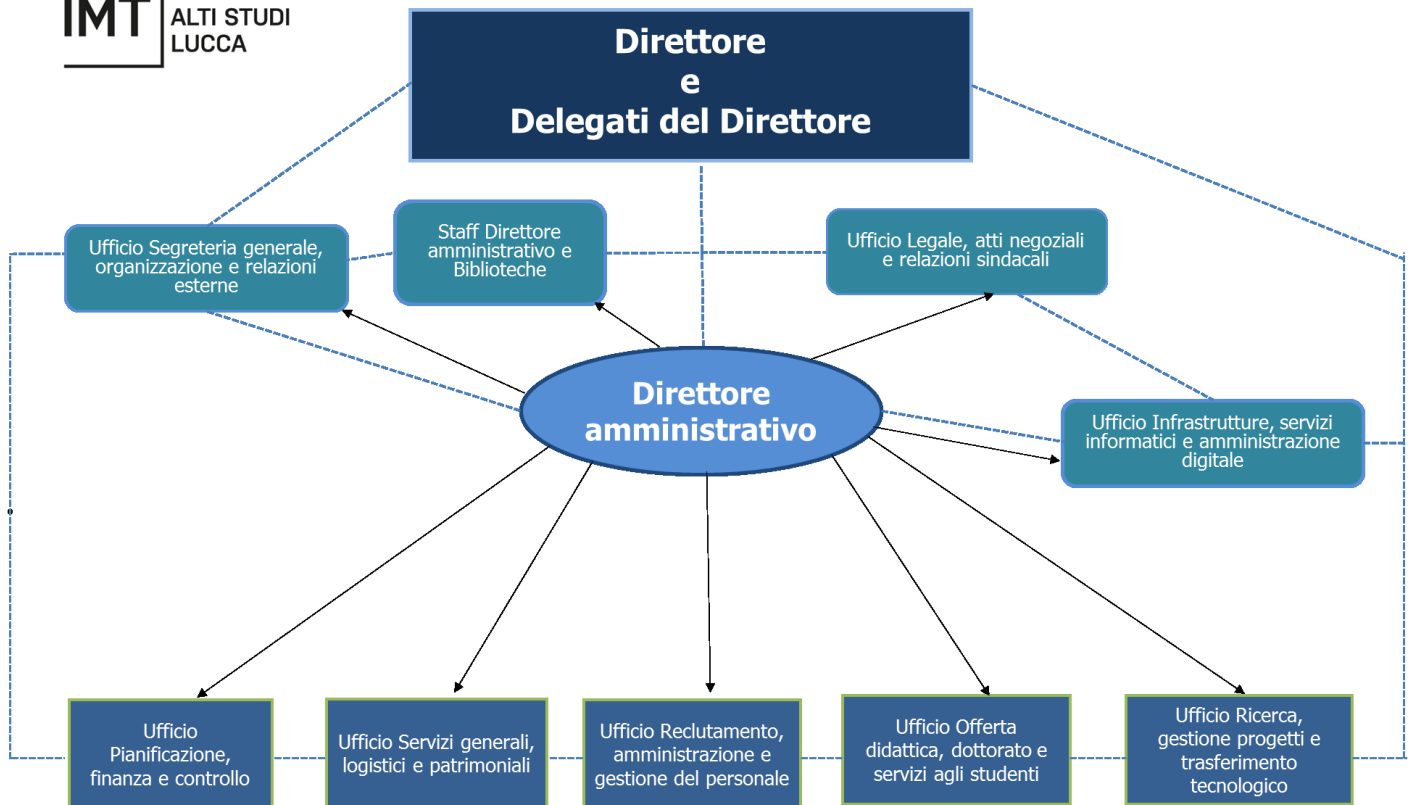 IMT
ALTI STUDI
LUCCA
Direttore
e
Delegati del Direttore
Ufficio Segreteria generale,
organizzazione e relazioni
esterne
Staff Direttore
amministrativo e
Biblioteche
Ufficio Legale, atti negoziali
e relazioni sindacali
Direttore
amministrativo
Ufficio Infrastrutture, servizi
informatici e amministrazione
digitale
Ufficio
Pianificazione,
finanza e controllo
Ufficio Servizi generali,
logistici e patrimoniali
Ufficio Reclutamento,
amministrazione e
gestione del personale
Ufficio Offerta
didattica, dottorato e
servizi agli studenti
Ufficio Ricerca,
gestione progetti e
trasferimento
tecnologico